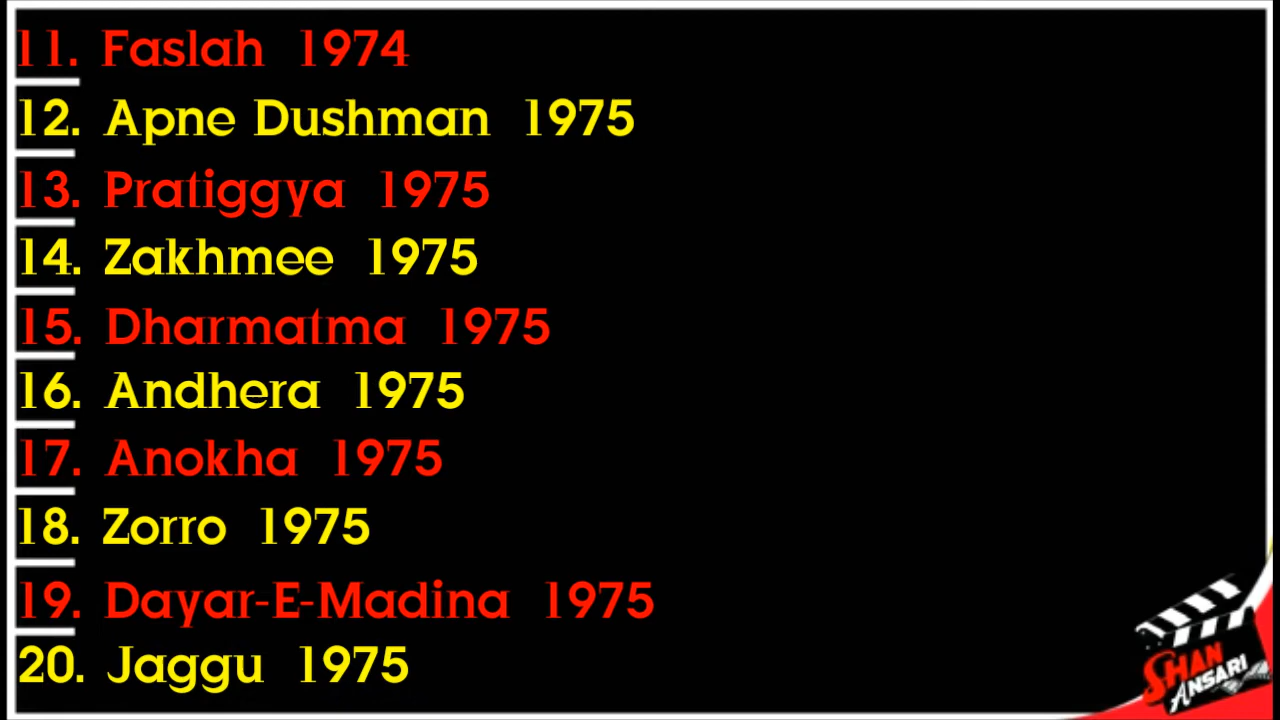 11. Faslah 1974
12. Apne Dushman 1975
13. Pratiggya 1975
14. Zakhmee 1975
15. Dharmatma 1975
16. Andhera 1975
17. Anokha 1975
18. Zorro 1975
19. Dayar-E-Madina 1975
20. Jaggu 1975
SHAN
ANSARI